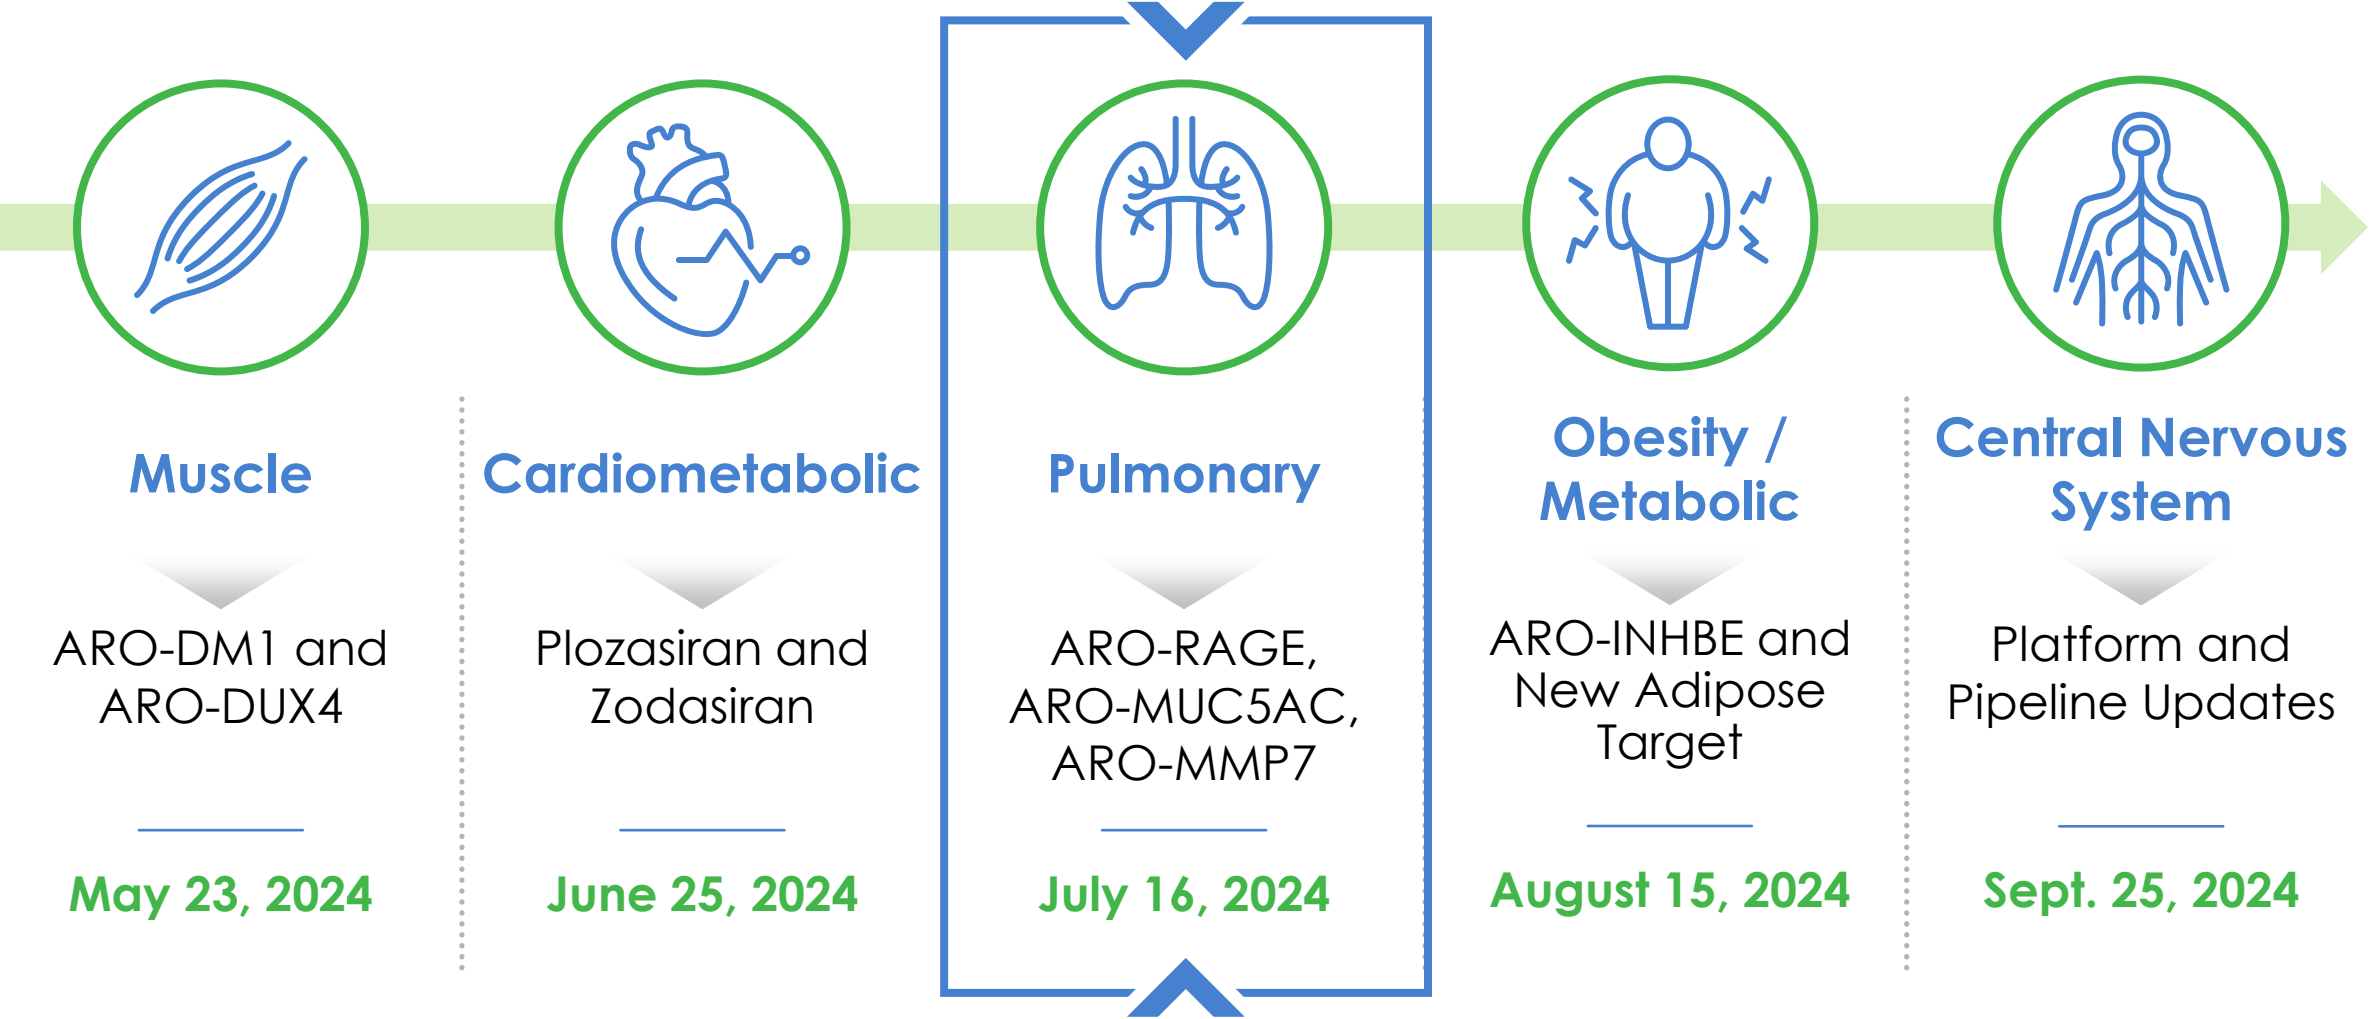 Muscle
ARO-DM1 and
ARO-DUX4
May 23, 2024
Cardiometabolic
Plozasiran and
Zodasiran
June 25, 2024
Pulmonary
ARO-RAGE,
ARO-MUC5AC,
ARO-MMP7
July 16, 2024
Obesity /
Metabolic
ARO-INHBE and
New Adipose
Target
August 15, 2024
Central Nervous
System
Platform and
Pipeline Updates
Sept. 25, 2024